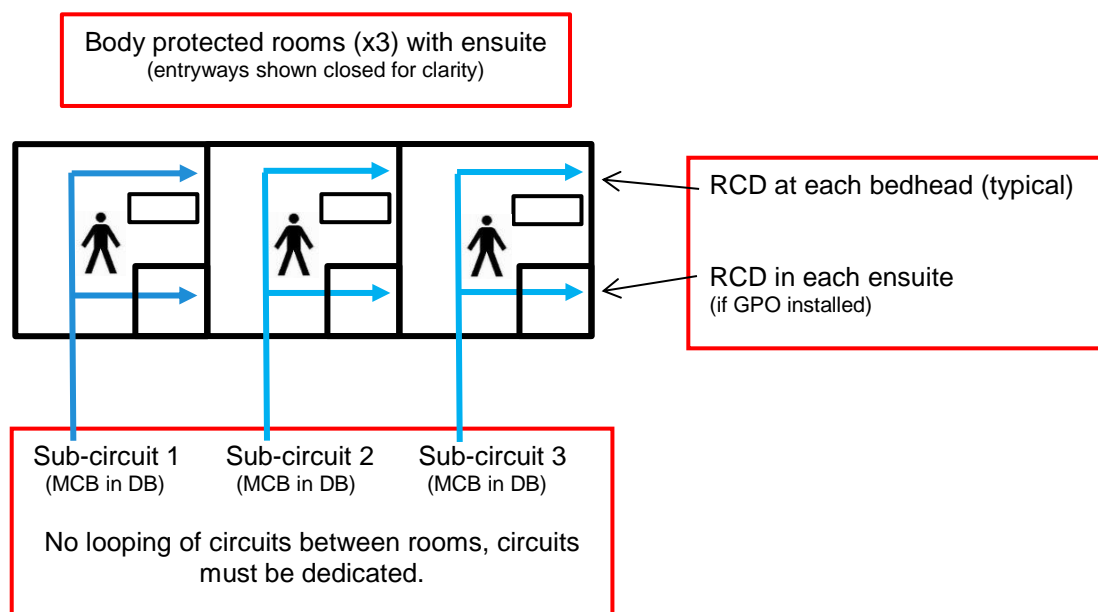 Body protected rooms (x3) with ensuite
(entryways shown closed for clarity)
RCD at each bedhead (typical)
RCD in each ensuite
(if GPO installed)
Sub-circuit 1
(MCB in DB)
Sub-circuit 2
(MCB in DB)
Sub-circuit 3
(MCB in DB)
No looping of circuits between rooms, circuits
must be dedicated.